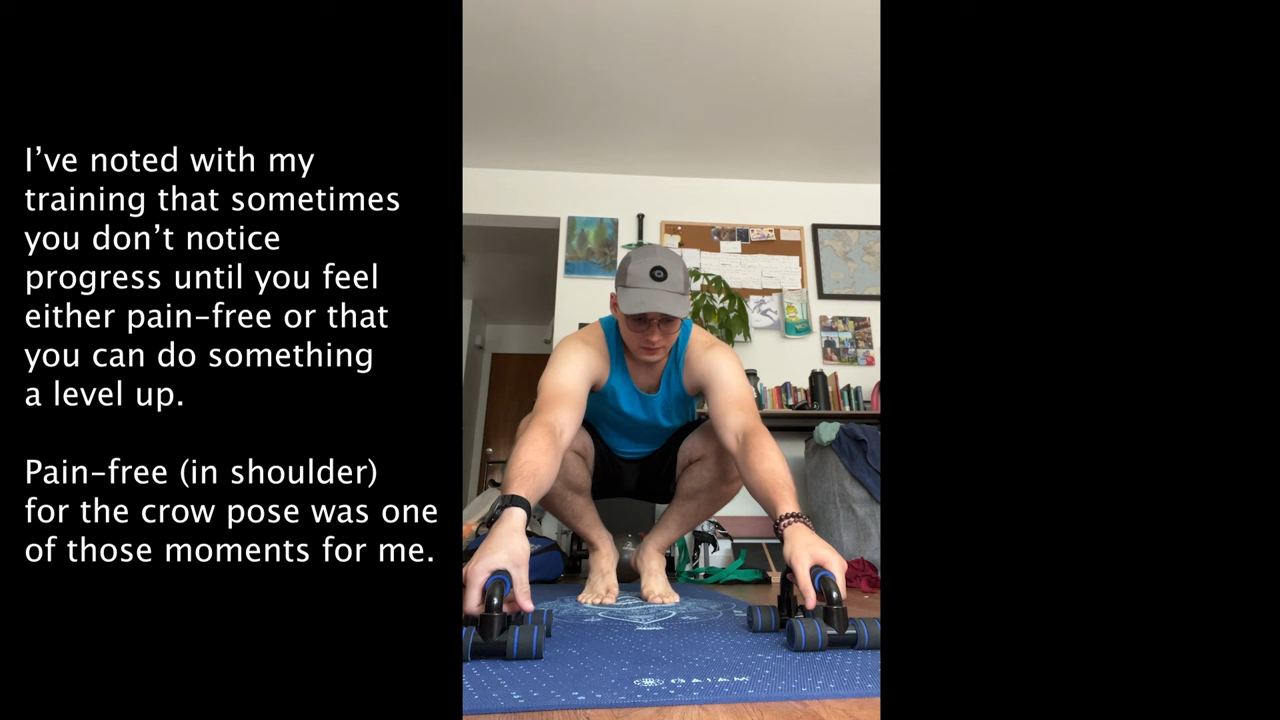 I’ve noted with my
training that sometimes
you don’t notice
progress until you feel
either pain-free or that
you can do something
a level up.
Pain-free (in shoulder)
for the crow pose was one
of those moments for me.
GAIAM